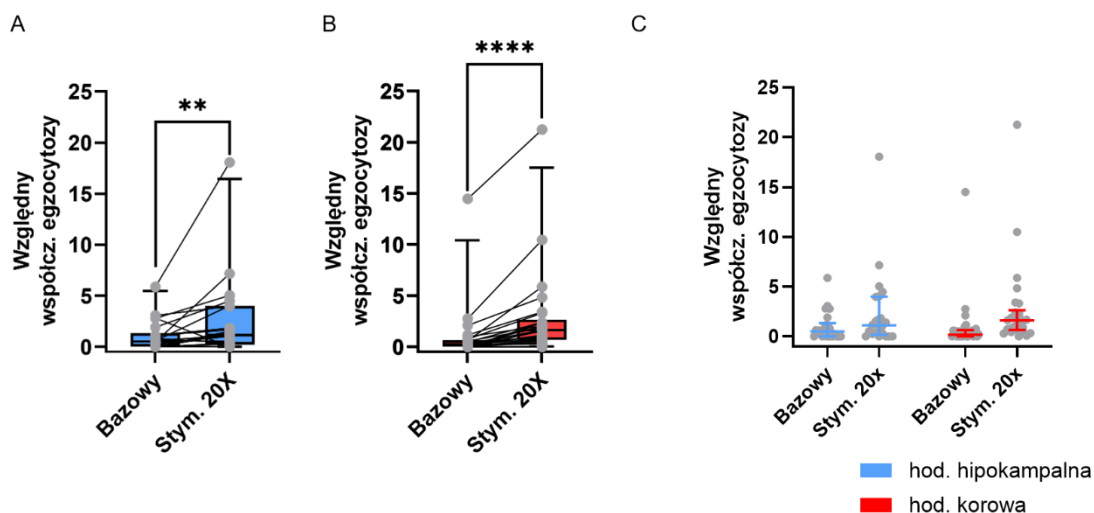 A
Względny
współcz. egzocytozy
25
20
15
10
5
0
**
Bazowy
Stym. 20X
B
Względny
współcz. egzocytozy
25
20
15
10
5
0
****
Bazowy
Stym. 20X
C
Względny
współcz. egzocytozy
25
20
15
10
5
0
Bazowy
Stym. 20x
Bazowy
Stym. 20x
hod. hipokampalna
hod. korowa